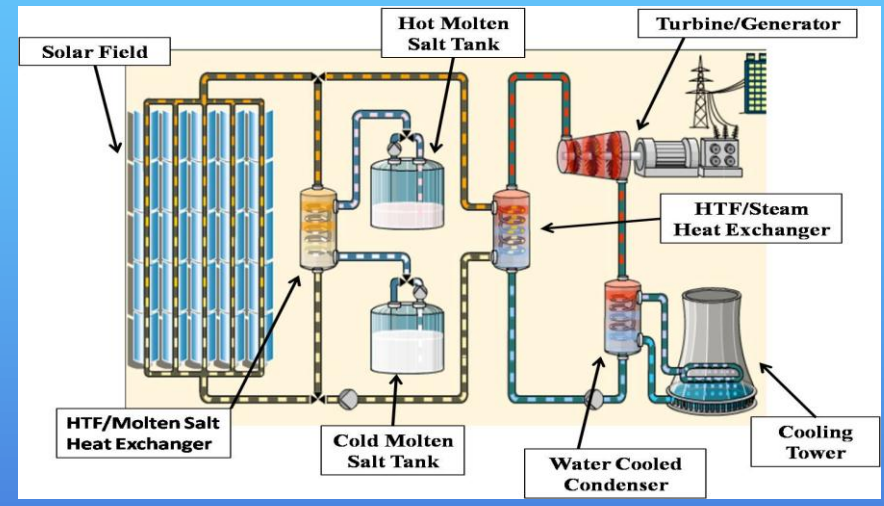 Hot Molten
Salt Tank
Turbine/Generator
Solar Field
HTF/Steam
Heat Exchanger
HTF/Molten Salt
Heat Exchanger
Cold Molten
Salt Tank
Water Cooled
Condenser
Cooling
Tower